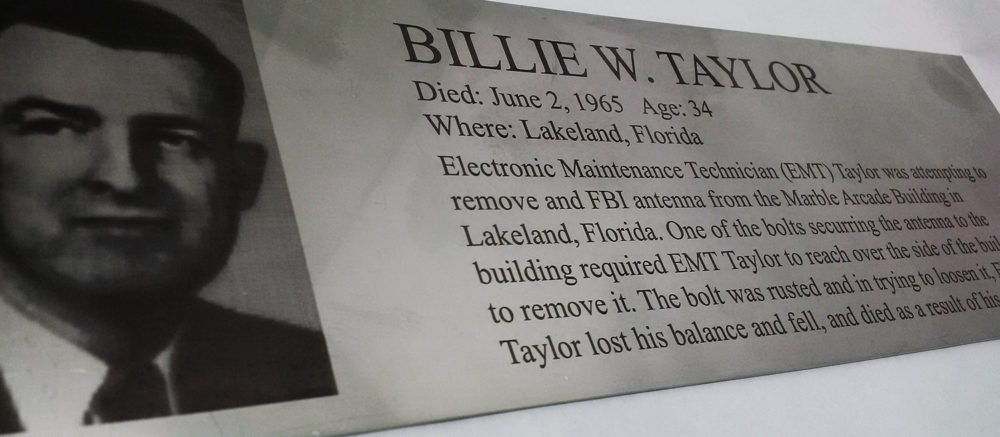 BILLIE W. TAYLOR
Died: June 2, 1965 Age: 34
Where: Lakeland, Florida
Electronic Maintenance Technician (EMT) Taylor was attempting to
remove and FBI antenna from the Marble Arcade Building in
Lakeland, Florida. One of the bolts securring the antenna to the
building required EMT Taylor to reach over the side of the
to remove it. The bolt was rusted and in trying to loosen it,
Taylor lost his balance and fell, and died as a result of his